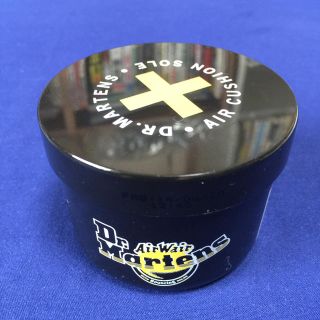 DR. MARTENS • AIR CUSHION SOLE •
Dr.
AirWair
Martens